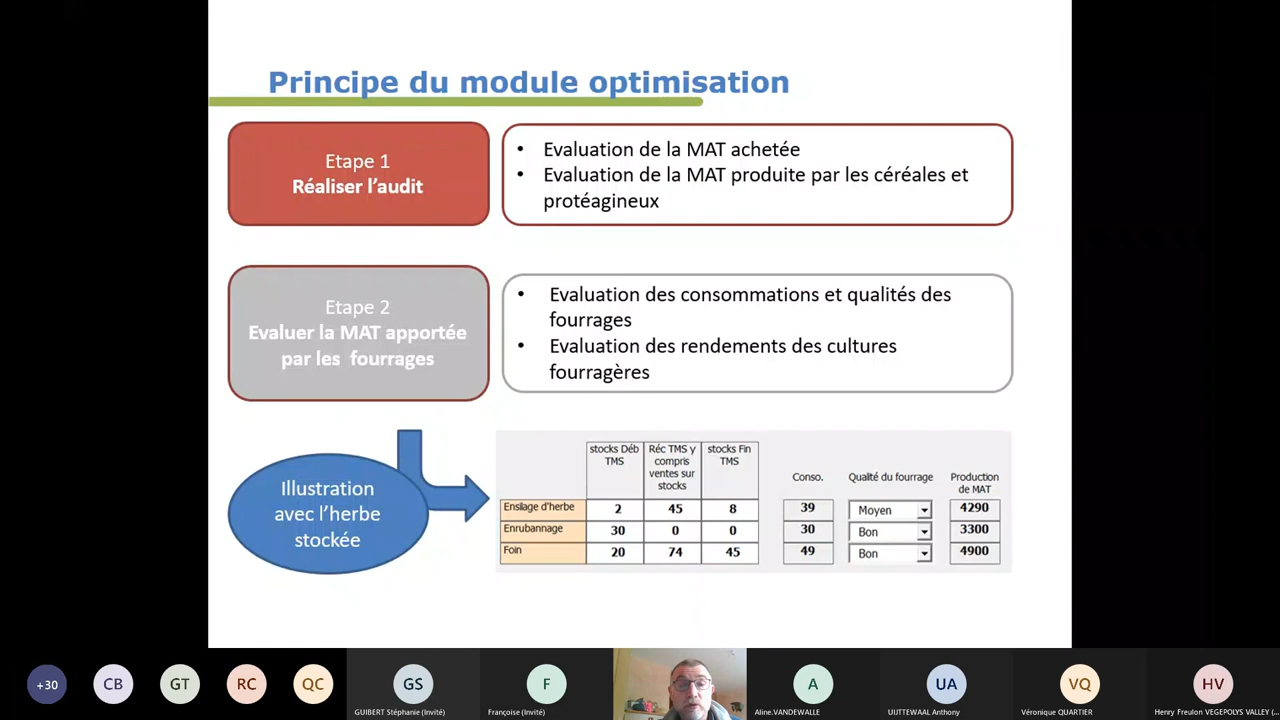 Principe du module optimisation
Etape 1
Réaliser l’audit
• Evaluation de la MAT achetée
• Evaluation de la MAT produite par les céréales et
protéagineux
Etape 2
Evaluer la MAT apportée
par les fourrages
• Evaluation des consommations et qualités des
fourrages
• Evaluation des rendements des cultures
fourragères
Illustration
avec l’herbe
stockée
stocks Déb
TMS
Réc TMS y
compris
ventes sur
stocks
stocks Fin
TMS
Conso.
Qualité du fourrage
Production
de MAT
Ensilage d'herbe 2 45 8 39 Moyen 4290
Enrubannage 30 0 0 30 Bon 3300
Foin 20 74 45 49 Bon 4900
+30 CB GT RC QC GS F A UA VQ HV
GUIBERT Stéphanie (Invité) Françoise (Invité) Aline.VANDEWALLE UIJTTEWAAL Anthony Véronique QUARTIER Henry Freulon VEGEPOLYS VALLEY (...